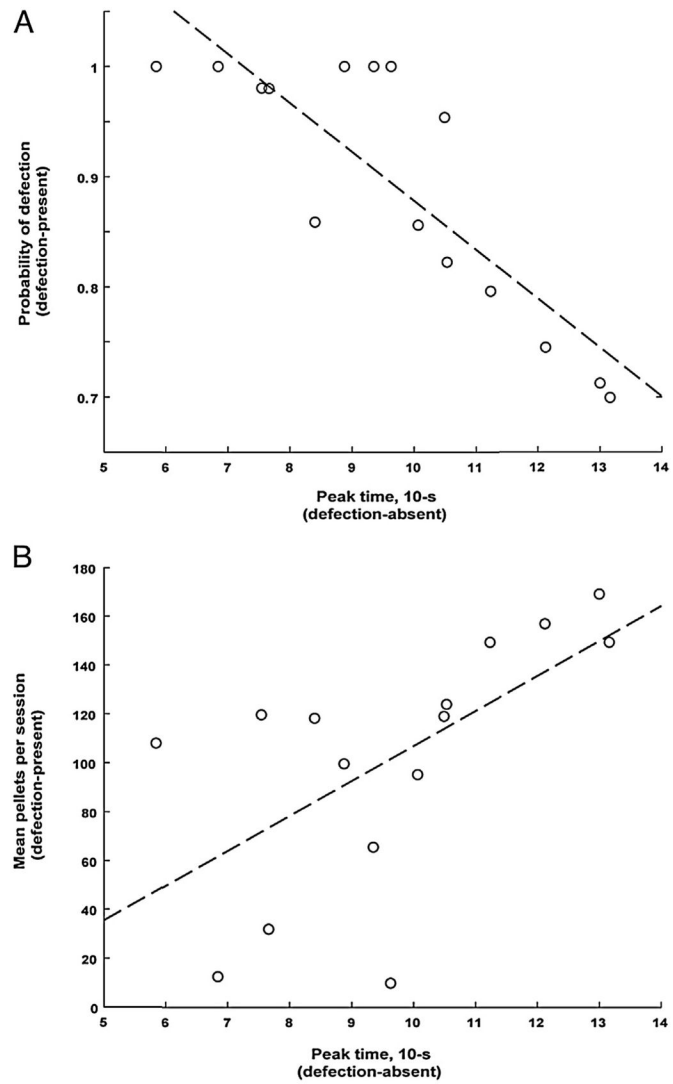 A
Probability of defection
(defection-present)
1
0.9
0.8
0.7
5 6 7 8 9 10 11 12 13 14
Peak time, 10-s
(defection-absent)
B
Mean pellets per session
(defection-present)
180
160
140
120
100
80
60
40
20
0
5 6 7 8 9 10 11 12 13 14
Peak time, 10-s
(defection-absent)